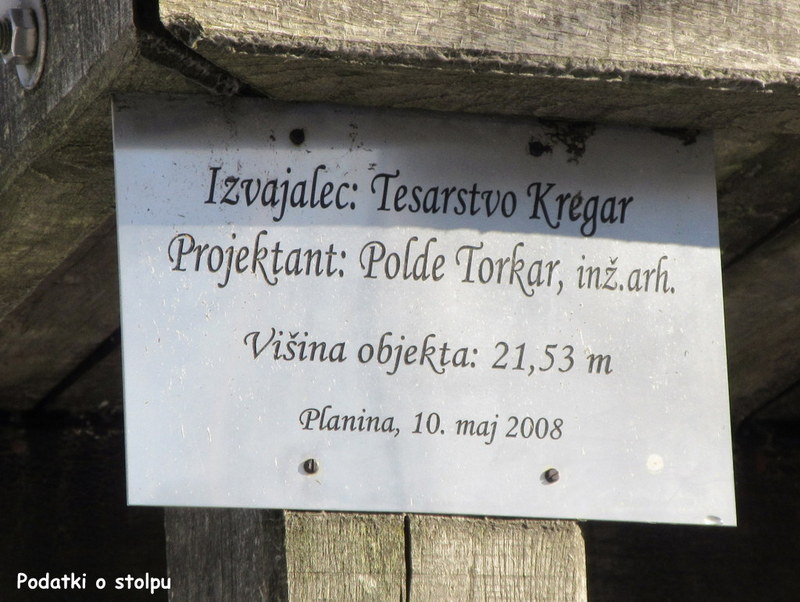 Izvajalec: Tesarstvo Kregar
Projektant: Polde Torkar, inž.arh.
Višina objekta: 21,53 m
Planina, 10. maj 2008
Podatki o stolpu